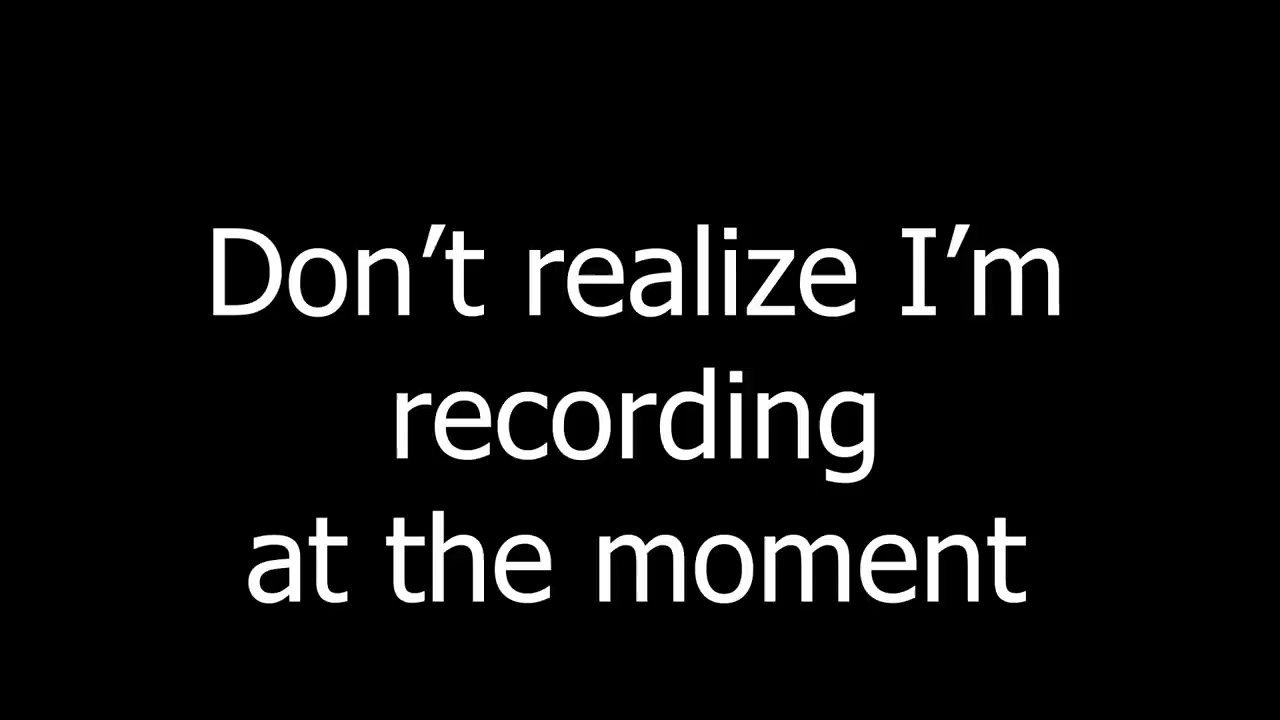 Don’t realize I’m
recording
at the moment